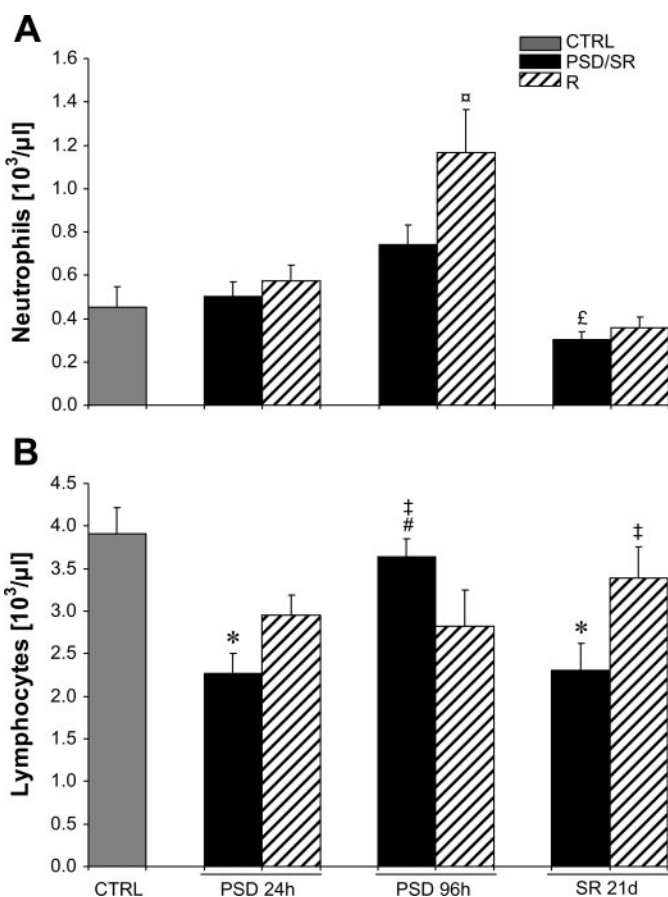 A
CTRL
PSD/SR
R
Neutrophils [10³/µl]
1.6
1.4
1.2
1.0
0.8
0.6
0.4
0.2
0.0
¤
£
B
Lymphocytes [10³/µl]
4.5
4.0
3.5
3.0
2.5
2.0
1.5
1.0
0.5
0.0
*
‡
#
*
‡
CTRL
PSD 24h
PSD 96h
SR 21d